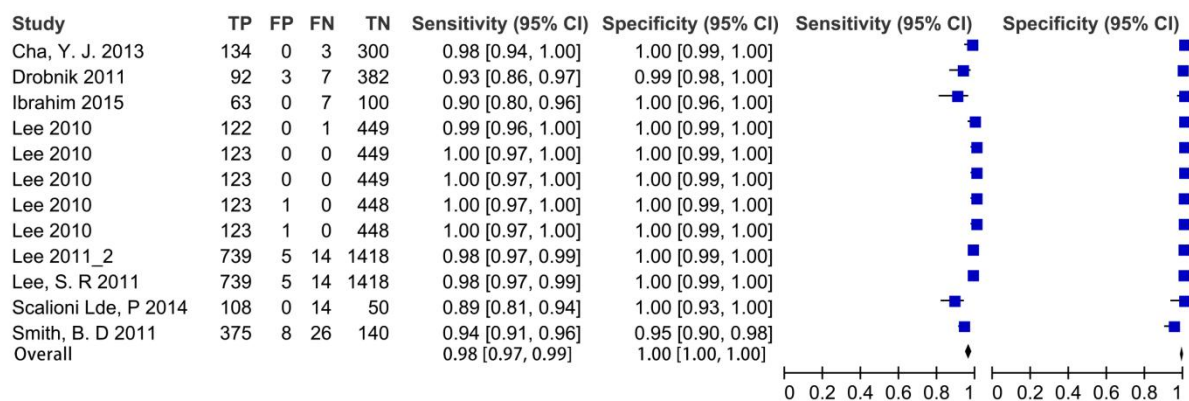 Study TP FP FN TN Sensitivity (95% CI) Specificity (95% CI) Sensitivity (95% CI) Specificity (95% CI)
Cha, Y. J. 2013 134 0 3 300 0.98 [0.94, 1.00] 1.00 [0.99, 1.00]
Drobnik 2011 92 3 7 382 0.93 [0.86, 0.97] 0.99 [0.98, 1.00]
Ibrahim 2015 63 0 7 100 0.90 [0.80, 0.96] 1.00 [0.96, 1.00]
Lee 2010 122 0 1 449 0.99 [0.96, 1.00] 1.00 [0.99, 1.00]
Lee 2010 123 0 0 449 1.00 [0.97, 1.00] 1.00 [0.99, 1.00]
Lee 2010 123 0 0 449 1.00 [0.97, 1.00] 1.00 [0.99, 1.00]
Lee 2010 123 1 0 448 1.00 [0.97, 1.00] 1.00 [0.99, 1.00]
Lee 2010 123 1 0 448 1.00 [0.97, 1.00] 1.00 [0.99, 1.00]
Lee 2011_2 739 5 14 1418 0.98 [0.97, 0.99] 1.00 [0.99, 1.00]
Lee, S. R 2011 739 5 14 1418 0.98 [0.97, 0.99] 1.00 [0.99, 1.00]
Scalioni Lde, P 2014 108 0 14 50 0.89 [0.81, 0.94] 1.00 [0.93, 1.00]
Smith, B. D 2011 375 8 26 140 0.94 [0.91, 0.96] 0.95 [0.90, 0.98]
Overall 0.98 [0.97, 0.99] 1.00 [1.00, 1.00]
0 0.2 0.4 0.6 0.8 1 0 0.2 0.4 0.6 0.8 1